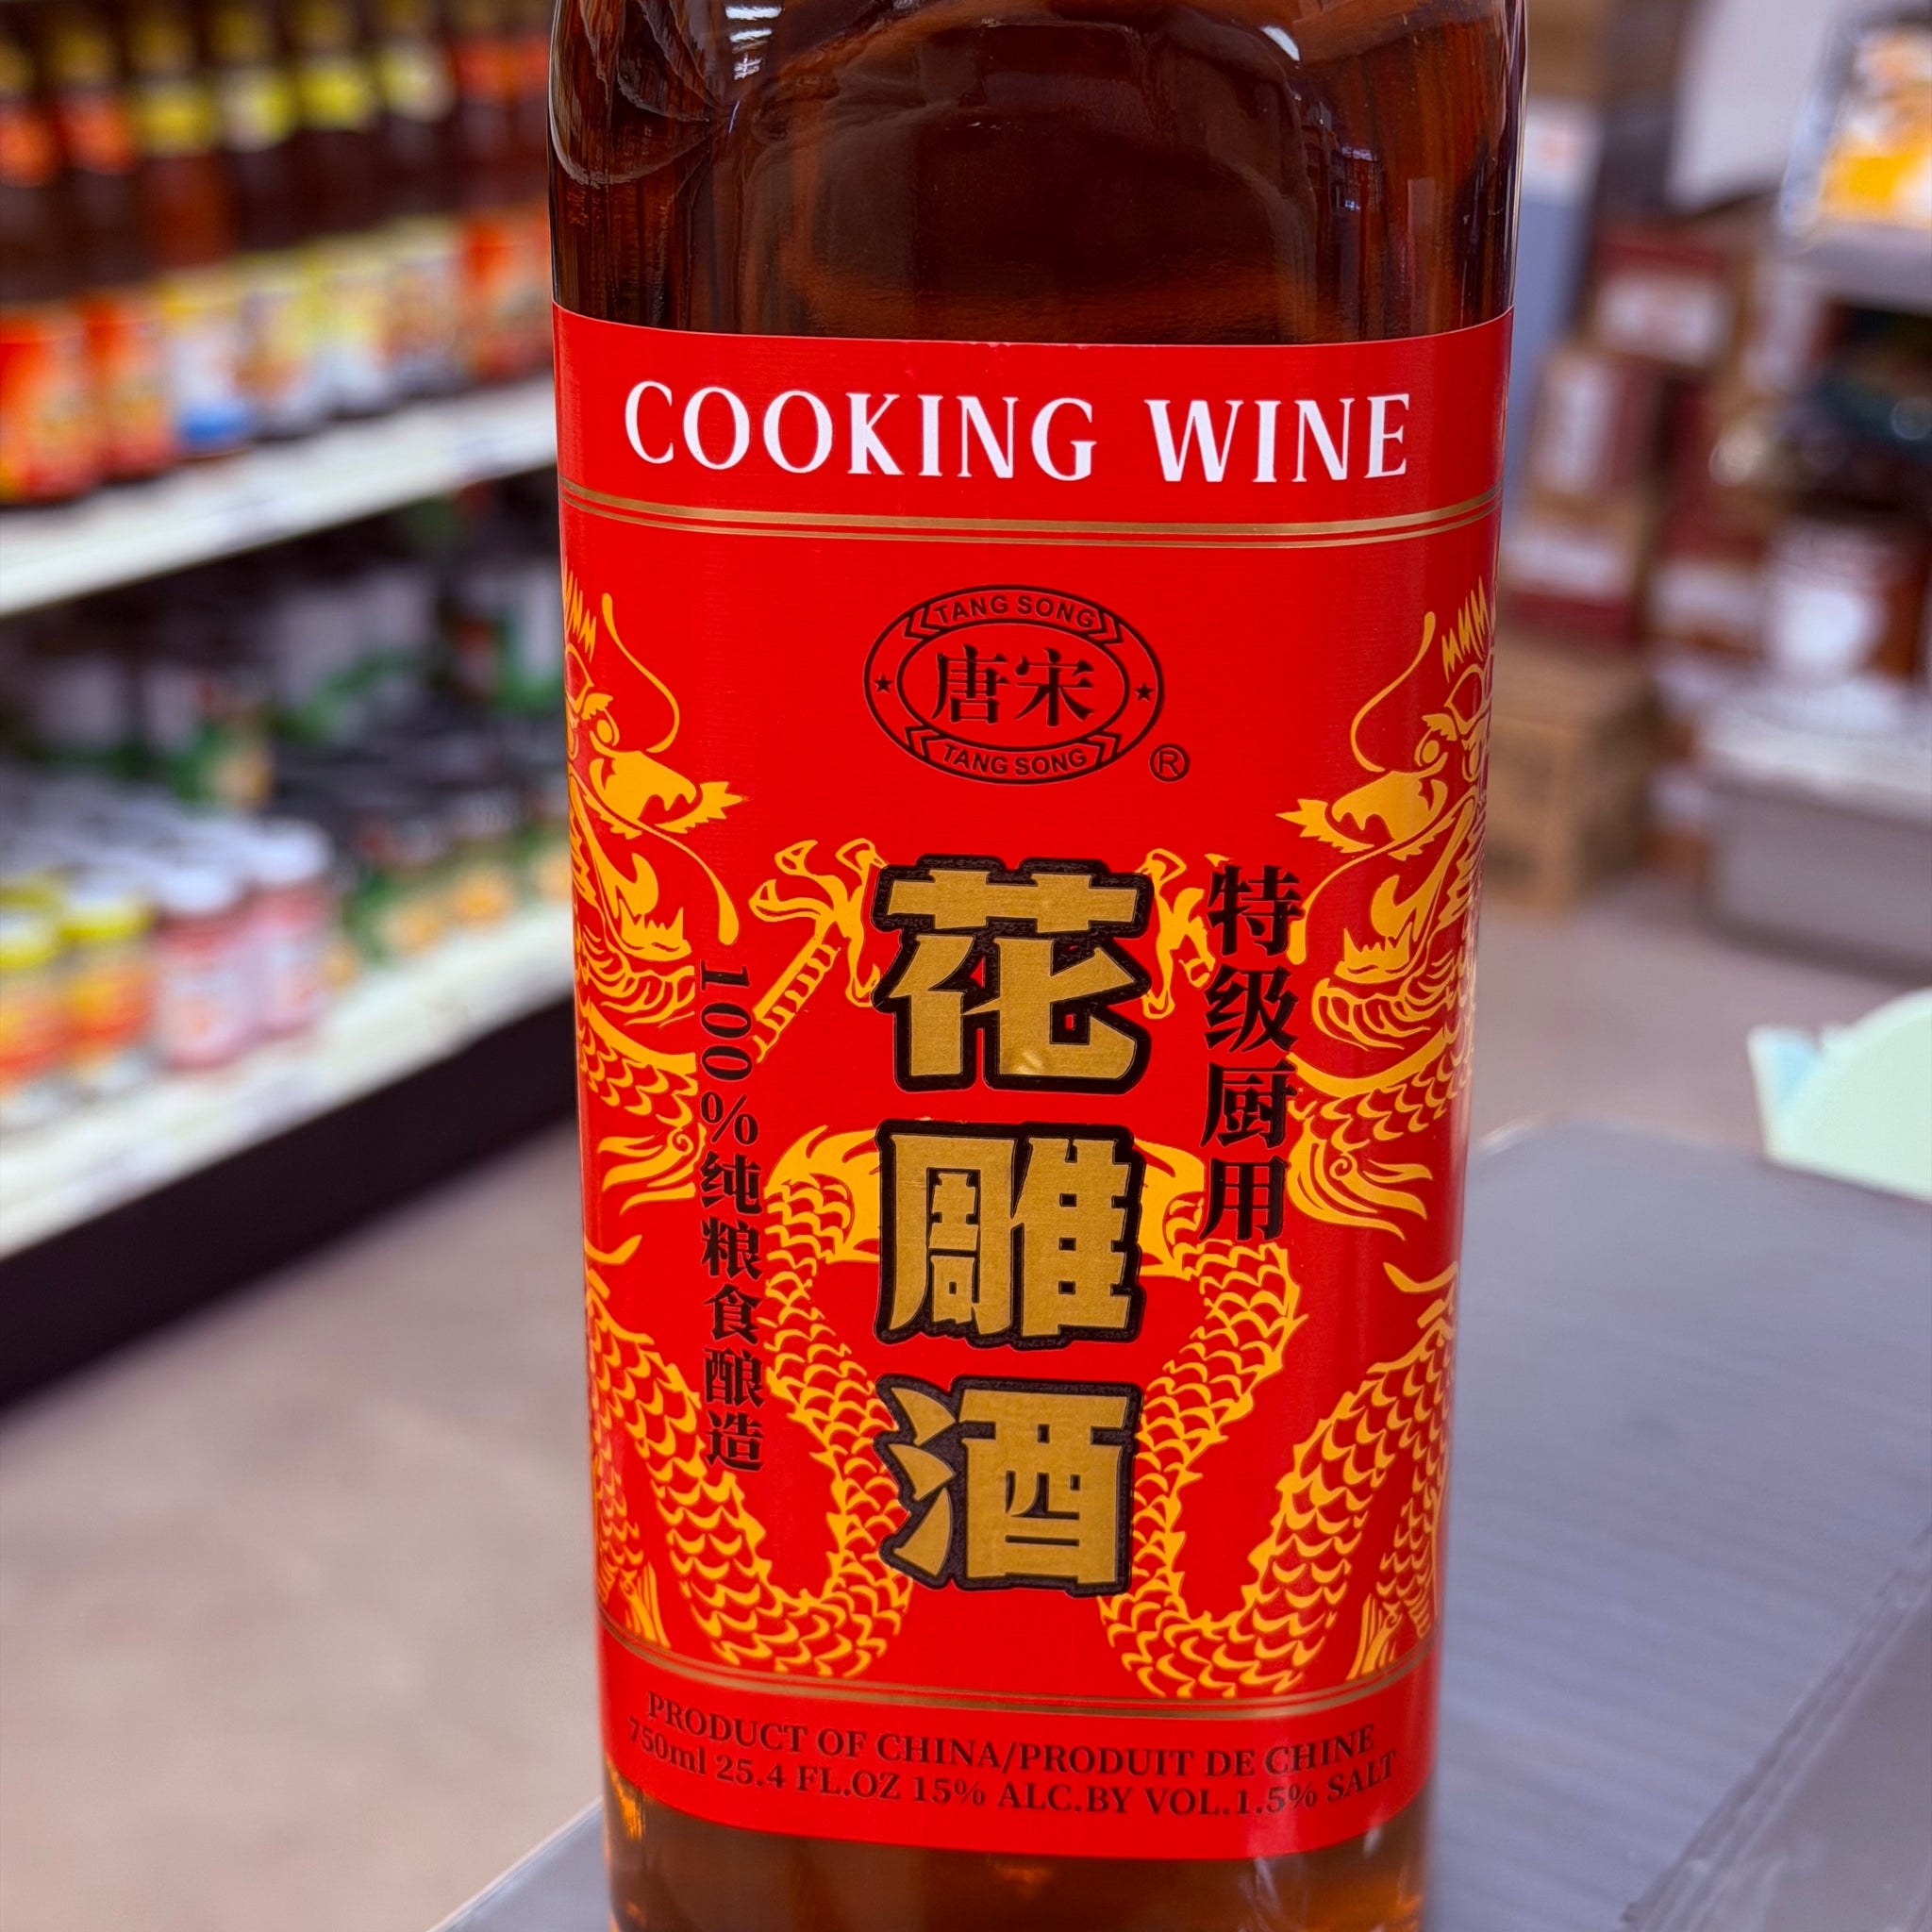 COOKING WINE
TANG SONG
唐宋
TANG SONG
®
特级厨用
花雕酒
100%纯粮食酿造
PRODUCT OF CHINA/PRODUIT DE CHINE
750ml 25.4 FL.OZ 15% ALC.BY VOL.1.5% SALT